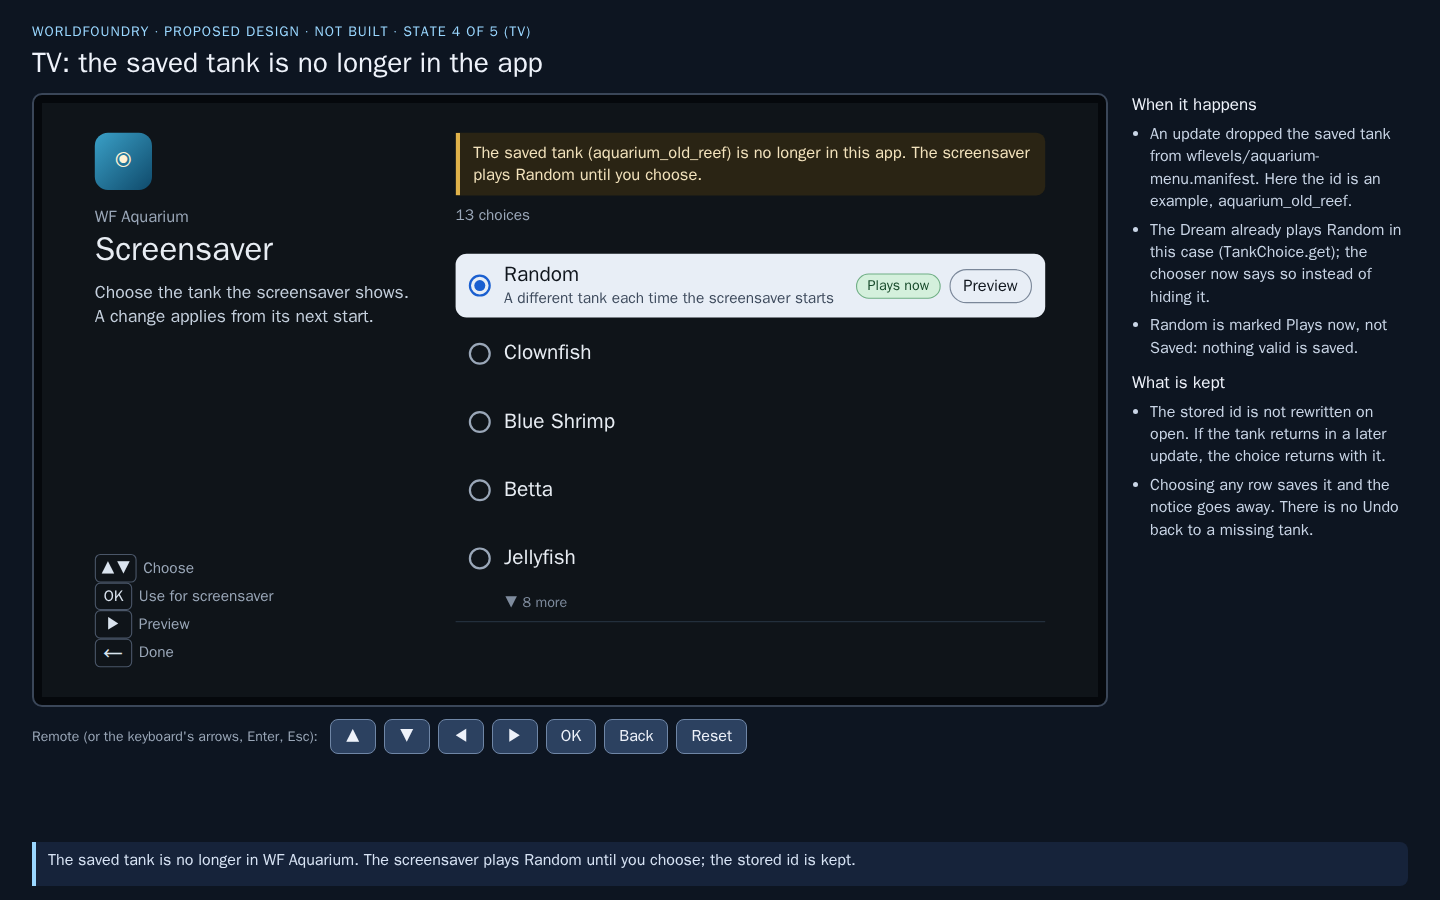 WORLDFOUNDRY · PROPOSED DESIGN · NOT BUILT · STATE 4 OF 5 (TV)
TV: the saved tank is no longer in the app
WF Aquarium
Screensaver
Choose the tank the screensaver shows.
A change applies from its next start.
▲▼ Choose
OK Use for screensaver
▶ Preview
← Done
The saved tank (aquarium_old_reef) is no longer in this app. The screensaver
plays Random until you choose.
13 choices
Random
A different tank each time the screensaver starts
Plays now
Preview
Clownfish
Blue Shrimp
Betta
Jellyfish
▼ 8 more
Remote (or the keyboard's arrows, Enter, Esc): ▲ ▼ ◀ ▶ OK Back Reset
When it happens
• An update dropped the saved tank
from wflevels/aquarium-
menu.manifest. Here the id is an
example, aquarium_old_reef.
• The Dream already plays Random in
this case (TankChoice.get); the
chooser now says so instead of
hiding it.
• Random is marked Plays now, not
Saved: nothing valid is saved.
What is kept
• The stored id is not rewritten on
open. If the tank returns in a later
update, the choice returns with it.
• Choosing any row saves it and the
notice goes away. There is no Undo
back to a missing tank.
The saved tank is no longer in WF Aquarium. The screensaver plays Random until you choose; the stored id is kept.